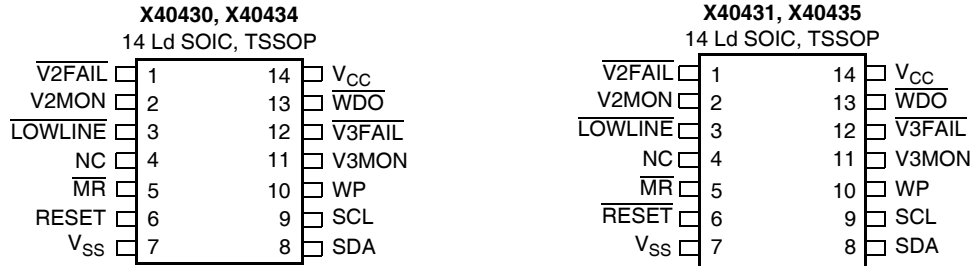 X40430, X40434
14 Ld SOIC, TSSOP
V2FAIL 1 14 VCC
V2MON 2 13 WDO
LOWLINE 3 12 V3FAIL
NC 4 11 V3MON
MR 5 10 WP
RESET 6 9 SCL
VSS 7 8 SDA
X40431, X40435
14 Ld SOIC, TSSOP
V2FAIL 1 14 VCC
V2MON 2 13 WDO
LOWLINE 3 12 V3FAIL
NC 4 11 V3MON
MR 5 10 WP
RESET 6 9 SCL
VSS 7 8 SDA